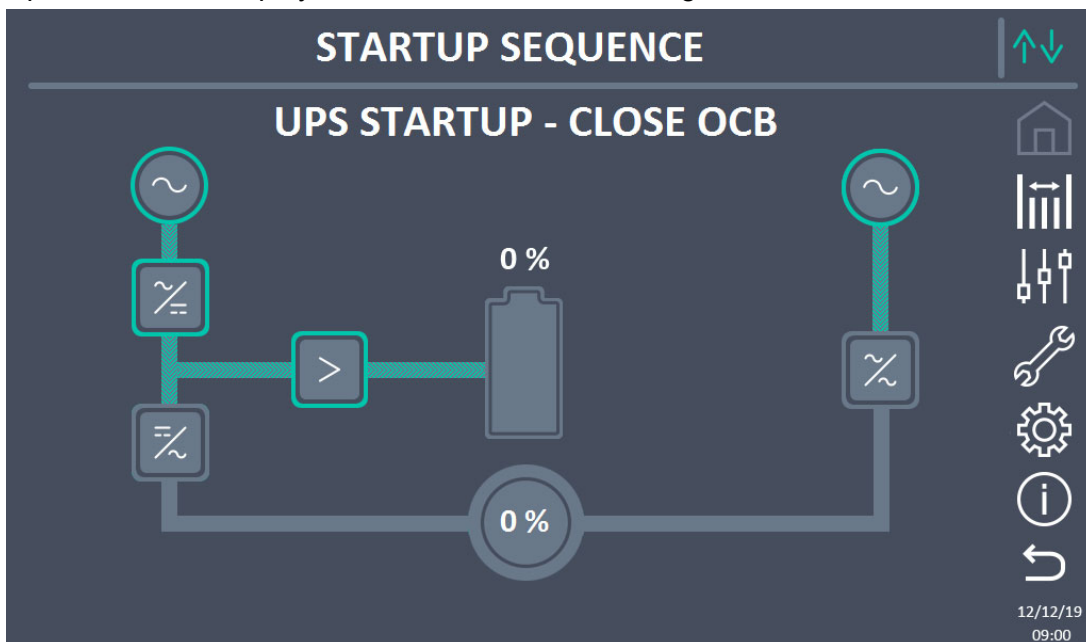 STARTUP SEQUENCE
UPS STARTUP - CLOSE OCB
0 %
0 %
12/12/19
09:00